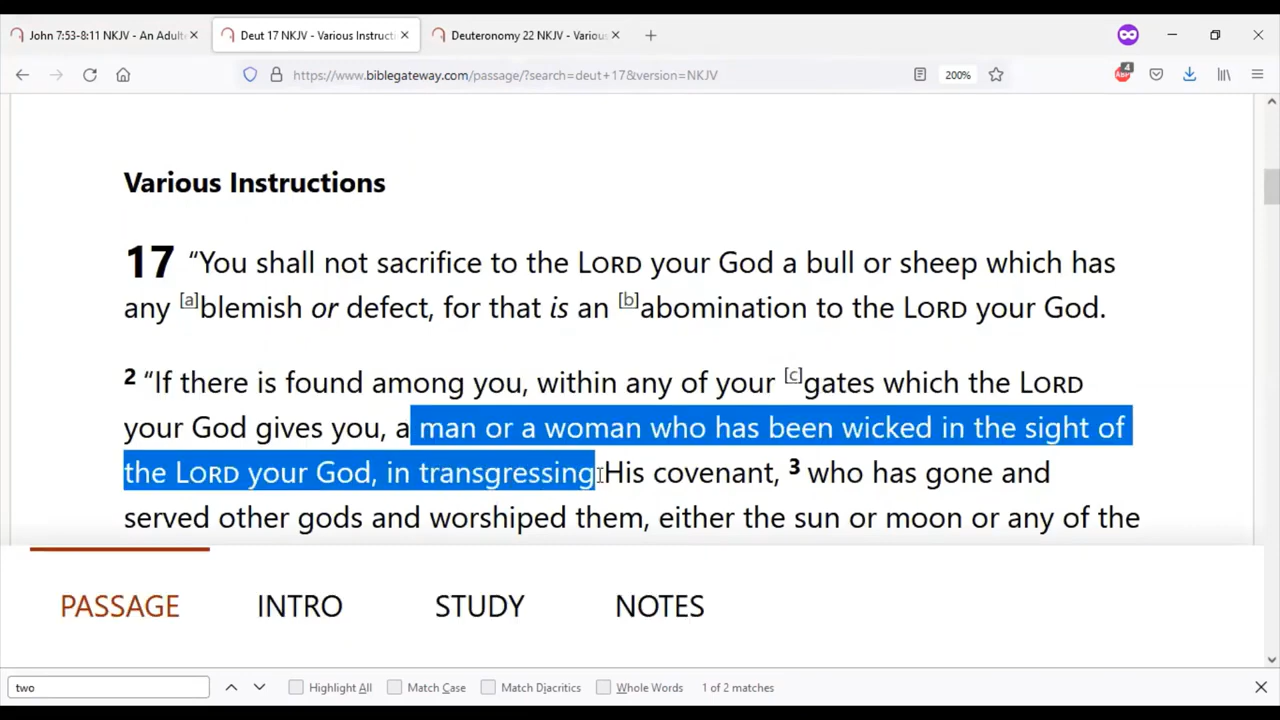 John 7:53-8:11 NKJV - An Adult
Deut 17 NKJV - Various Instructi
Deuteronomy 22 NKJV - Various
https://www.biblegateway.com/passage/?search=deut+17&version=NKJV
200%
4
ABP
Various Instructions
17 “You shall not sacrifice to the LORD your God a bull or sheep which has
any [a]blemish or defect, for that is an [b]abomination to the LORD your God.
2 “If there is found among you, within any of your [c]gates which the LORD
your God gives you, a man or a woman who has been wicked in the sight of
the LORD your God, in transgressing His covenant, 3 who has gone and
served other gods and worshiped them, either the sun or moon or any of the
PASSAGE
INTRO
STUDY
NOTES
two
Highlight All
Match Case
Match Diacritics
Whole Words
1 of 2 matches